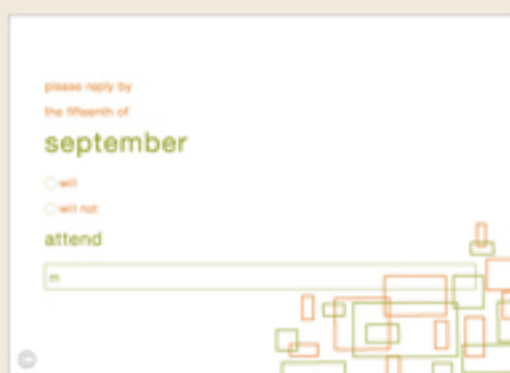 please reply by
the fifteenth of
september
will
will not
attend
m